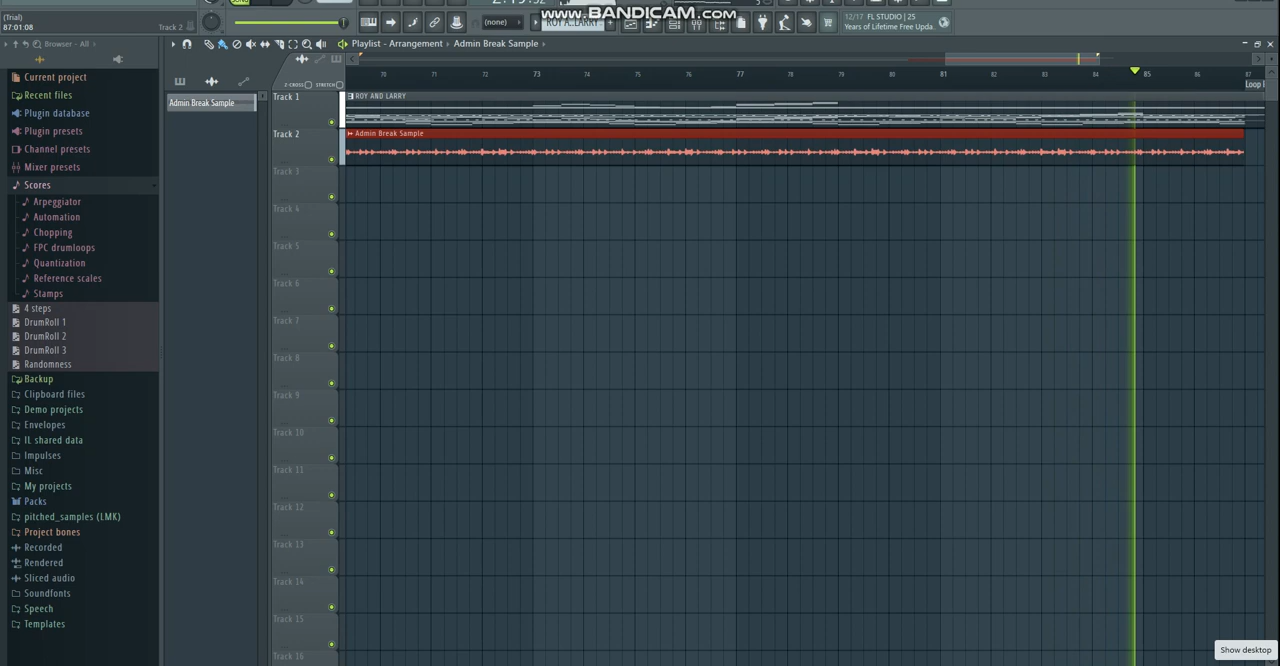 (Trial)
87:01:08
Track 2
www.BANDICAM.com
(none)
ROY A. LARRY
12/17 FL STUDIO | 25
Years of Lifetime Free Upda..
Browser - All
Playlist - Arrangement
Admin Break Sample
Z-CROSS
STRETCH
70
71
72
73
74
75
76
77
78
79
80
81
82
83
84
85
86
87
Loop
Current project
Recent files
Plugin database
Plugin presets
Channel presets
Mixer presets
Scores
Arpeggiator
Automation
Chopping
FPC drumloops
Quantization
Reference scales
Stamps
4 steps
DrumRoll 1
DrumRoll 2
DrumRoll 3
Randomness
Backup
Clipboard files
Demo projects
Envelopes
IL shared data
Impulses
Misc
My projects
Packs
pitched_samples (LMK)
Project bones
Recorded
Rendered
Sliced audio
Soundfonts
Speech
Templates
Admin Break Sample
Track 1
ROY AND LARRY
Track 2
Admin Break Sample
Track 3
Track 4
Track 5
Track 6
Track 7
Track 8
Track 9
Track 10
Track 11
Track 12
Track 13
Track 14
Track 15
Track 16
Show desktop